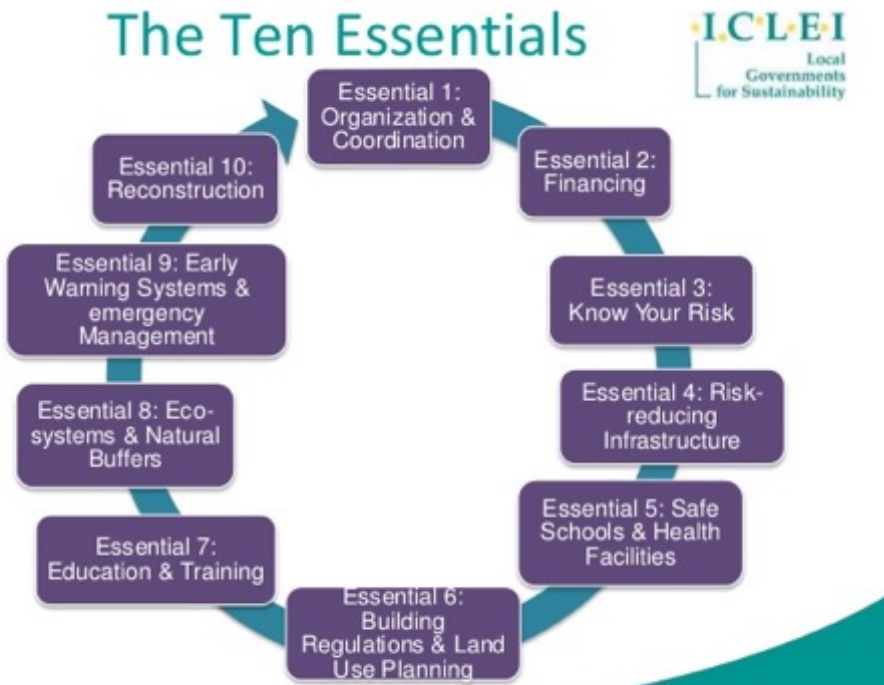 The Ten Essentials
·I·C·L·E·I
Local
Governments
for Sustainability
Essential 1:
Organization &
Coordination
Essential 2:
Financing
Essential 3:
Know Your Risk
Essential 4: Risk-
reducing
Infrastructure
Essential 5: Safe
Schools & Health
Facilities
Essential 6:
Building
Regulations & Land
Use Planning
Essential 7:
Education & Training
Essential 8: Eco-
systems & Natural
Buffers
Essential 9: Early
Warning Systems &
emergency
Management
Essential 10:
Reconstruction